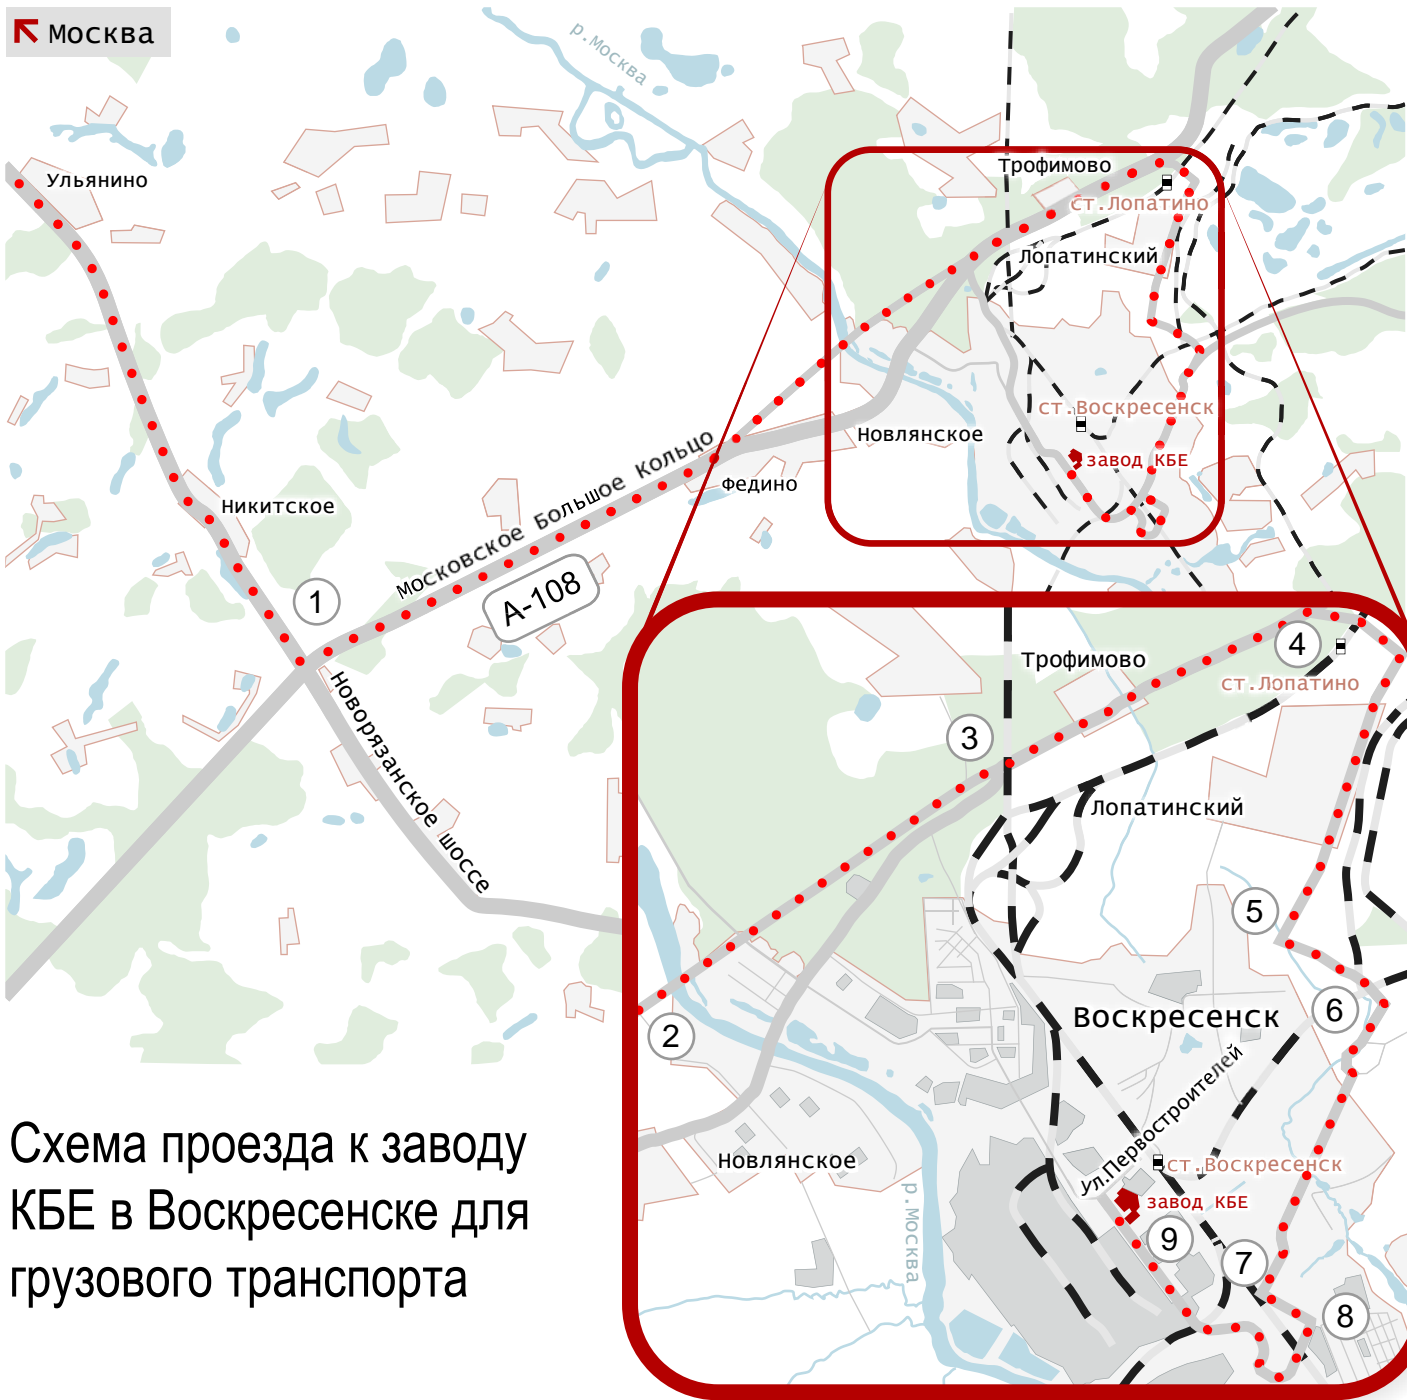 Москва
р.Москва
Ульянино
Трофимово
ст.Лопатино
Лопатинский
Московское Большое Кольцо
ст.Воскресенск
Новлянское
завод КБЕ
Федино
Никитское
1
А-108
Новорязанское шоссе
Трофимово
4
ст.Лопатино
3
Лопатинский
5
2
Воскресенск
6
Ул.Первостроителей
Новлянское
ст.Воскресенск
р.Москва
завод КБЕ
9
7
8
Схема проезда к заводу
КБЕ в Воскресенске для
грузового транспорта